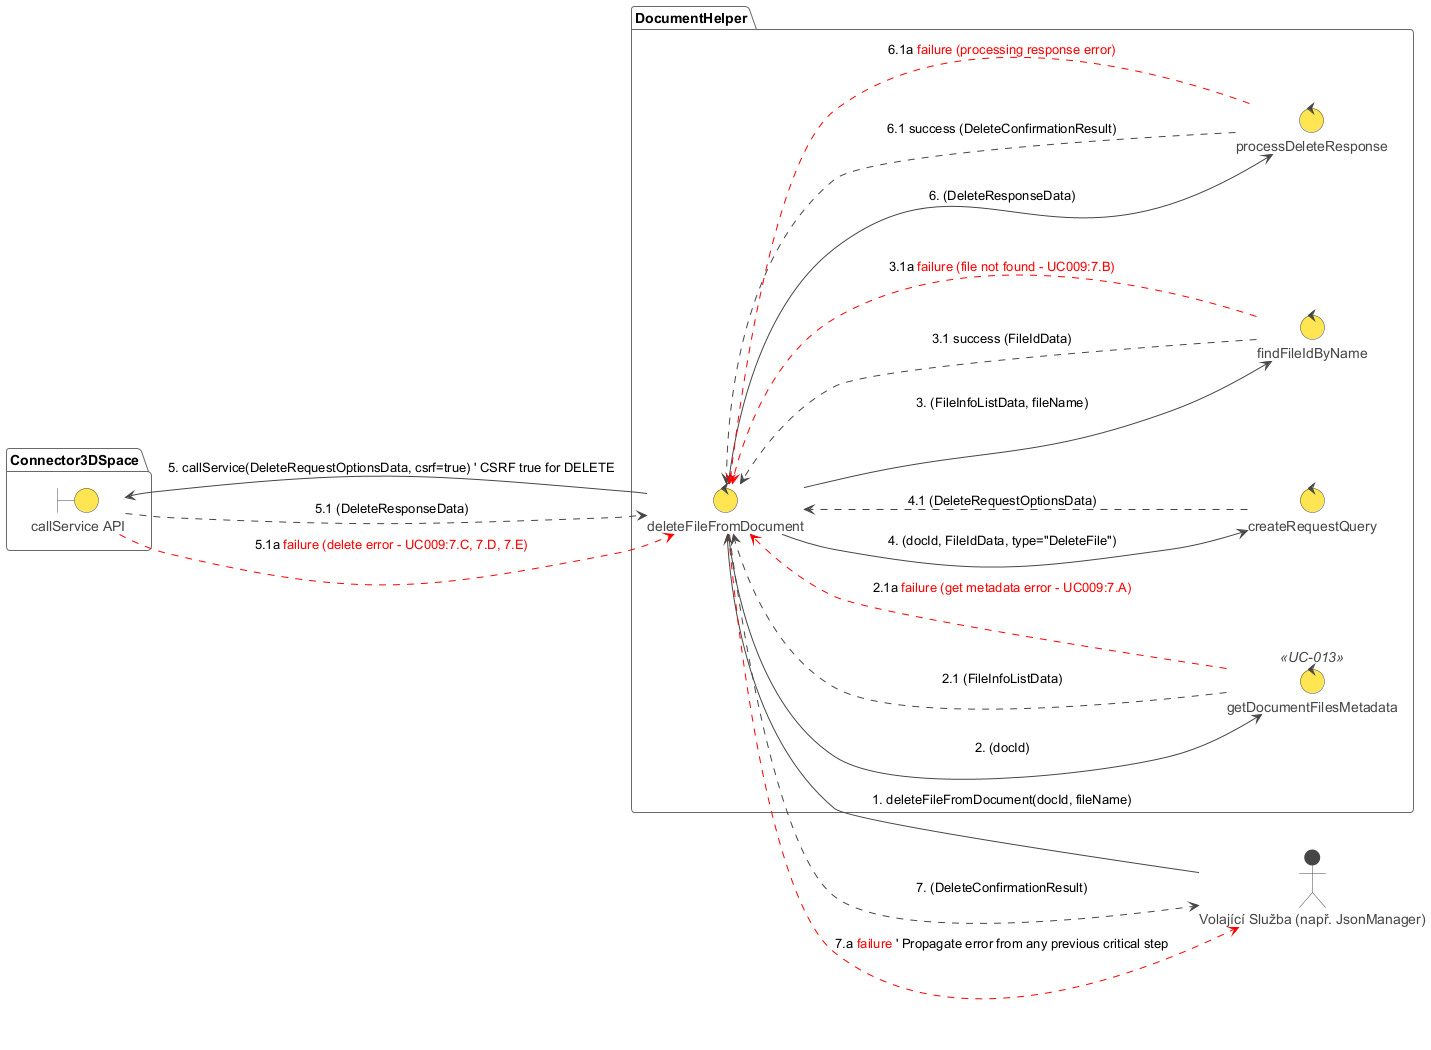 DocumentHelper
6.1a failure (processing response error)
6.1 success (DeleteConfirmationResult)
processDeleteResponse
6. (DeleteResponseData)
3.1a failure (file not found - UC009:7.B)
3.1 success (FileIdData)
findFileIdByName
3. (FileInfoListData, fileName)
Connector3DSpace
5. callService(DeleteRequestOptionsData, csrf=true) ' CSRF true for DELETE
callService API
5.1 (DeleteResponseData)
5.1a failure (delete error - UC009:7.C, 7.D, 7.E)
deleteFileFromDocument
4.1 (DeleteRequestOptionsData)
createRequestQuery
4. (docId, FileIdData, type="DeleteFile")
2.1a failure (get metadata error - UC009:7.A)
«UC-013»
2.1 (FileInfoListData)
getDocumentFilesMetadata
2. (docId)
1. deleteFileFromDocument(docId, fileName)
7. (DeleteConfirmationResult)
Volající Služba (např. JsonManager)
7.a failure ' Propagate error from any previous critical step